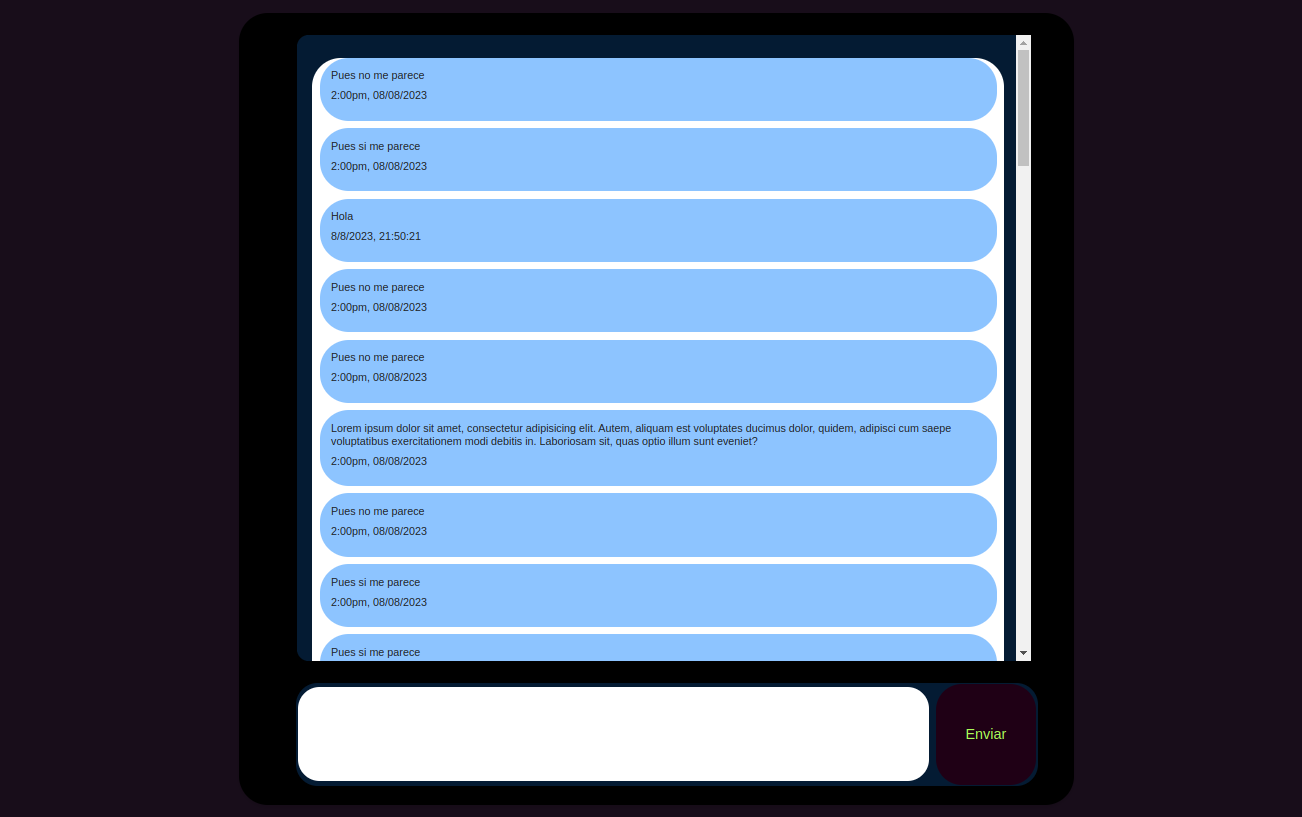 Pues no me parece
2:00pm, 08/08/2023
Pues si me parece
2:00pm, 08/08/2023
Hola
8/8/2023, 21:50:21
Pues no me parece
2:00pm, 08/08/2023
Pues no me parece
2:00pm, 08/08/2023
Lorem ipsum dolor sit amet, consectetur adipisicing elit. Autem, aliquam est voluptates ducimus dolor, quidem, adipisci cum saepe
voluptatibus exercitationem modi debitis in. Laboriosam sit, quas optio illum sunt eveniet?
2:00pm, 08/08/2023
Pues no me parece
2:00pm, 08/08/2023
Pues si me parece
2:00pm, 08/08/2023
Pues si me parece
Enviar